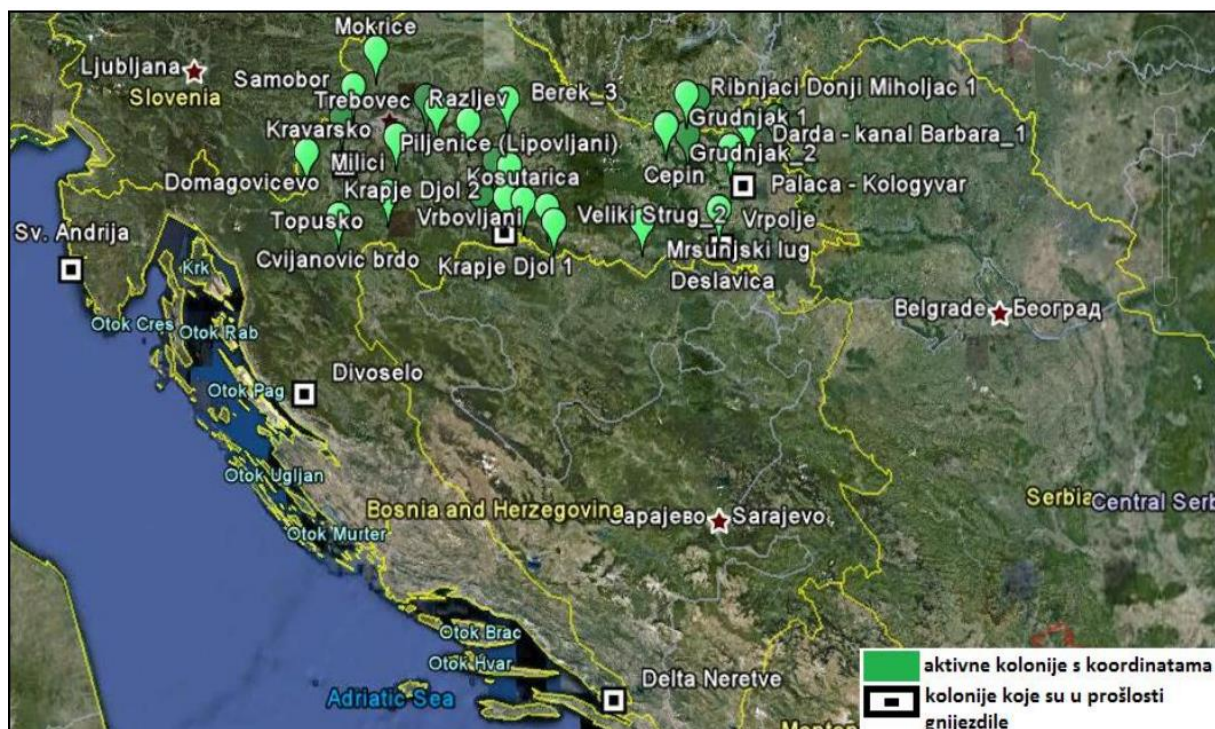 Mokrice
Ljubljana
Slovenia
Samobor
Trebovec
Razljev
Berek_3
Ribnjaci Donji Miholjac 1
Grudnjak 1
Kravarsko
Piljenice (Lipovljani)
Darda - kanal Barbara_1
Grudnjak_2
Milici
Kosutarica
Cepin
Domagovicevo
Krapje Djol 2
Palaca - Kologyvar
Topusko
Vrbovljani
Veliki Strug_2
Vrpolje
Sv. Andrija
Cvijanovic brdo
Krapje Djol 1
Mrsunjski lug
Deslavica
Krk
Belgrade
Београд
Otok Cres
Otok Rab
Divoselo
Otok Pag
Otok Ugljan
Bosnia and Herzegovina
Сарајево
Sarajevo
Serbia
Central Serb
Otok Murter
Otok Brac
Otok Hvar
Delta Neretve
Adriatic Sea
aktivne kolonije s koordinatama
kolonije koje su u prošlosti
gnijezdile